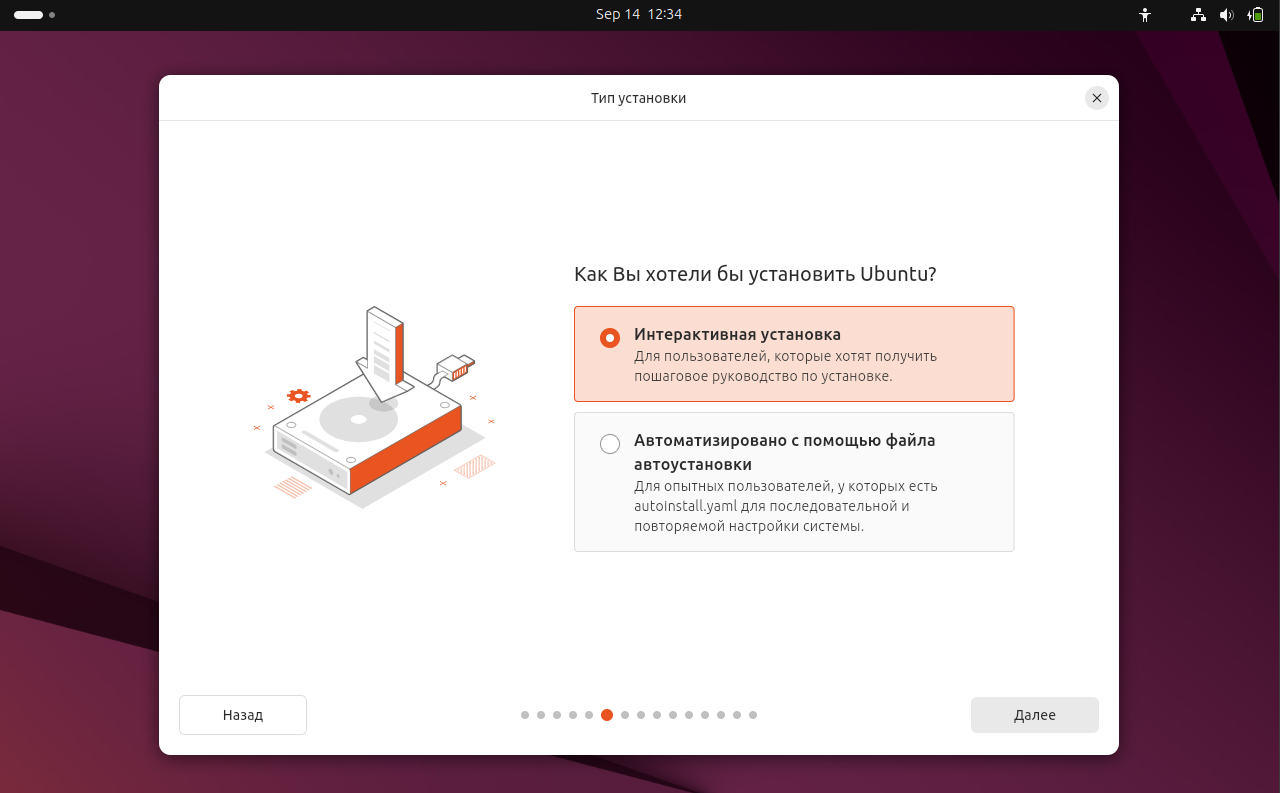 Sep 14 12:34
Тип установки
Как Вы хотели бы установить Ubuntu?
Интерактивная установка
Для пользователей, которые хотят получить
пошаговое руководство по установке.
Автоматизировано с помощью файла
автоустановки
Для опытных пользователей, у которых есть
autoinstall.yaml для последовательной и
повторяемой настройки системы.
Назад
Далее